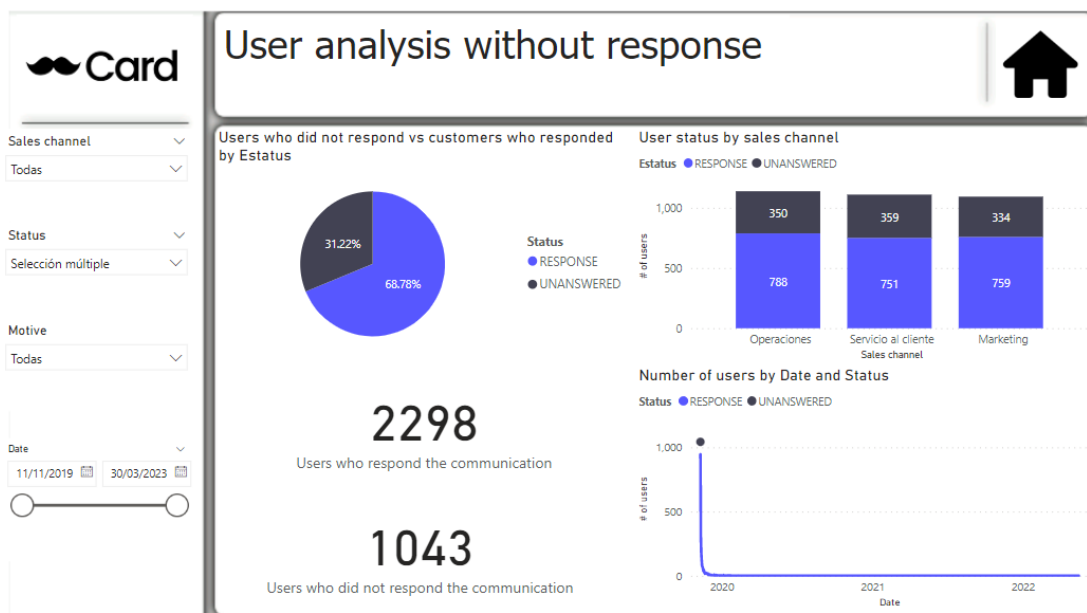 Card
User analysis without response
Sales channel
Todas
Status
Selección múltiple
Motive
Todas
Date
11/11/2019
30/03/2023
Users who did not respond vs customers who responded
by Estatus
31.22%
68.78%
Status
RESPONSE
UNANSWERED
2298
Users who respond the communication
1043
Users who did not respond the communication
User status by sales channel
Estatus RESPONSE UNANSWERED
# of users
1,000
500
0
350
359
334
788
751
759
Operaciones Servicio al cliente Marketing
Sales channel
Number of users by Date and Status
Status RESPONSE UNANSWERED
# of users
1,000
500
0
2020 2021 2022
Date